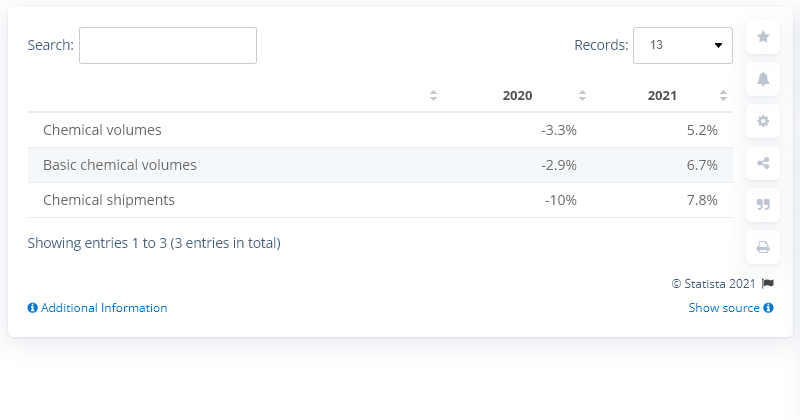 Search:
Records: 13
2020 2021
Chemical volumes -3.3% 5.2%
Basic chemical volumes -2.9% 6.7%
Chemical shipments -10% 7.8%
Showing entries 1 to 3 (3 entries in total)
© Statista 2021
Additional Information Show source